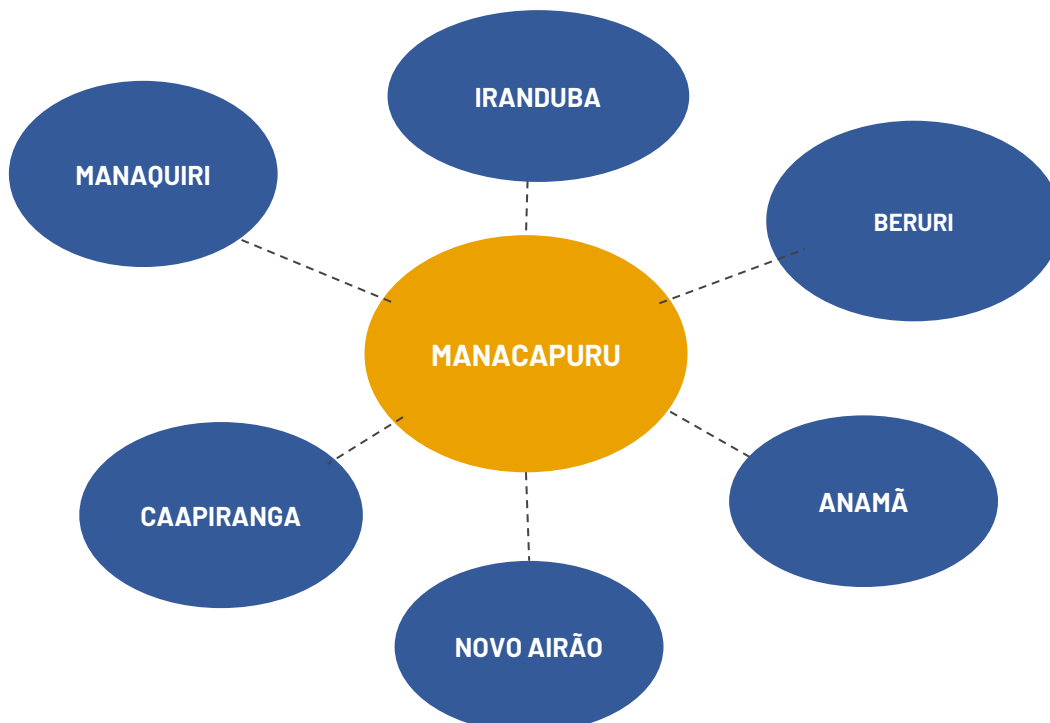 IRANDUBA
MANAQUIRI
BERURI
MANACAPURU
CAAPIRANGA
ANAMÃ
NOVO AIRÃO